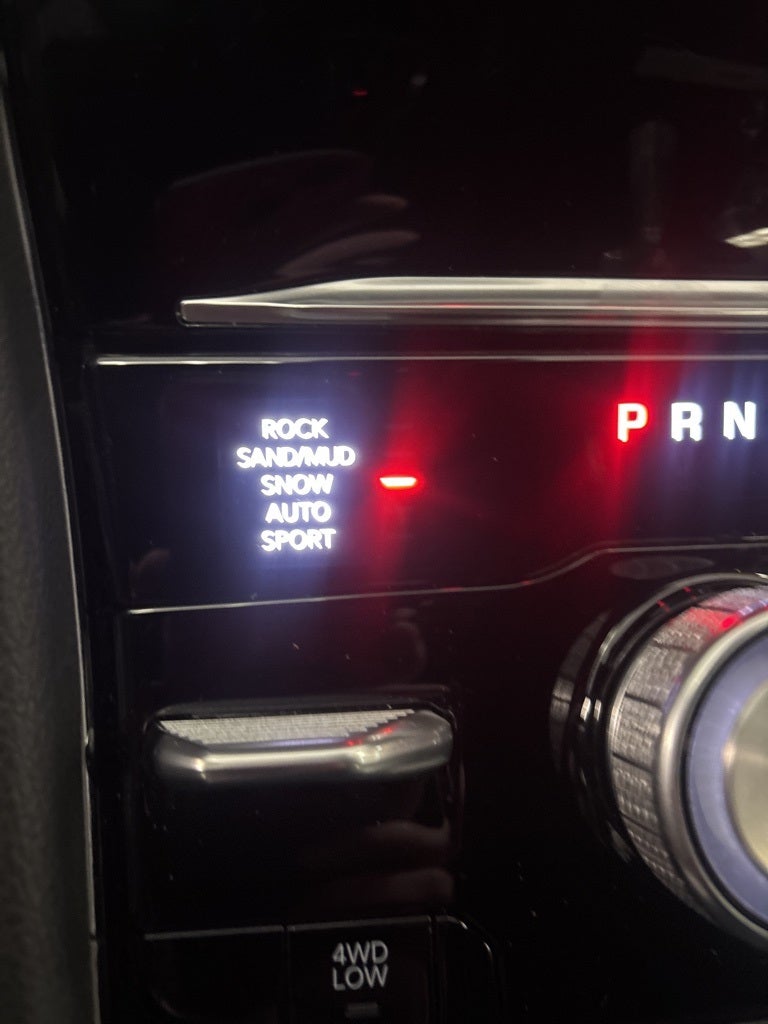 ROCK
SAND/MUD
SNOW
AUTO
SPORT
P R N
4WD
LOW